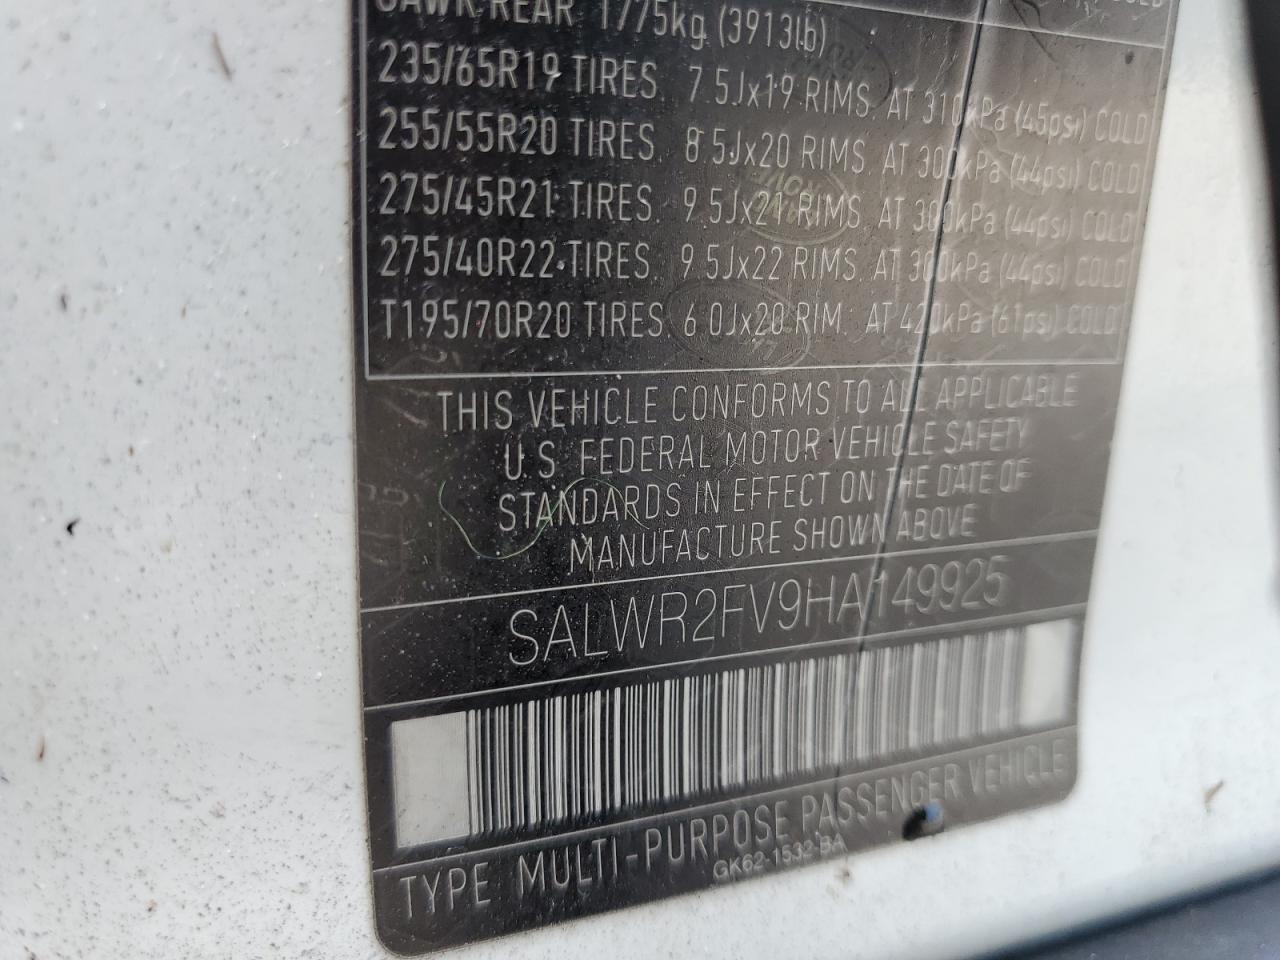 GAWR REAR 1775kg (3913lb)
235/65R19 TIRES. 7.5Jx19 RIMS. AT 310kPa (45psi) COLD
255/55R20 TIRES. 8.5Jx20 RIMS. AT 300kPa (44psi) COLD
275/45R21 TIRES. 9.5Jx21 RIMS. AT 300kPa (44psi) COLD
275/40R22 TIRES. 9.5Jx22 RIMS. AT 300kPa (44psi) COLD
T195/70R20 TIRES. 6.0Jx20 RIM. AT 420kPa (61psi) COLD
THIS VEHICLE CONFORMS TO ALL APPLICABLE
U.S. FEDERAL MOTOR VEHICLE SAFETY
STANDARDS IN EFFECT ON THE DATE OF
MANUFACTURE SHOWN ABOVE
SALWR2FV9HA149925
TYPE MULTI-PURPOSE PASSENGER VEHICLE
GK62-1532-BA